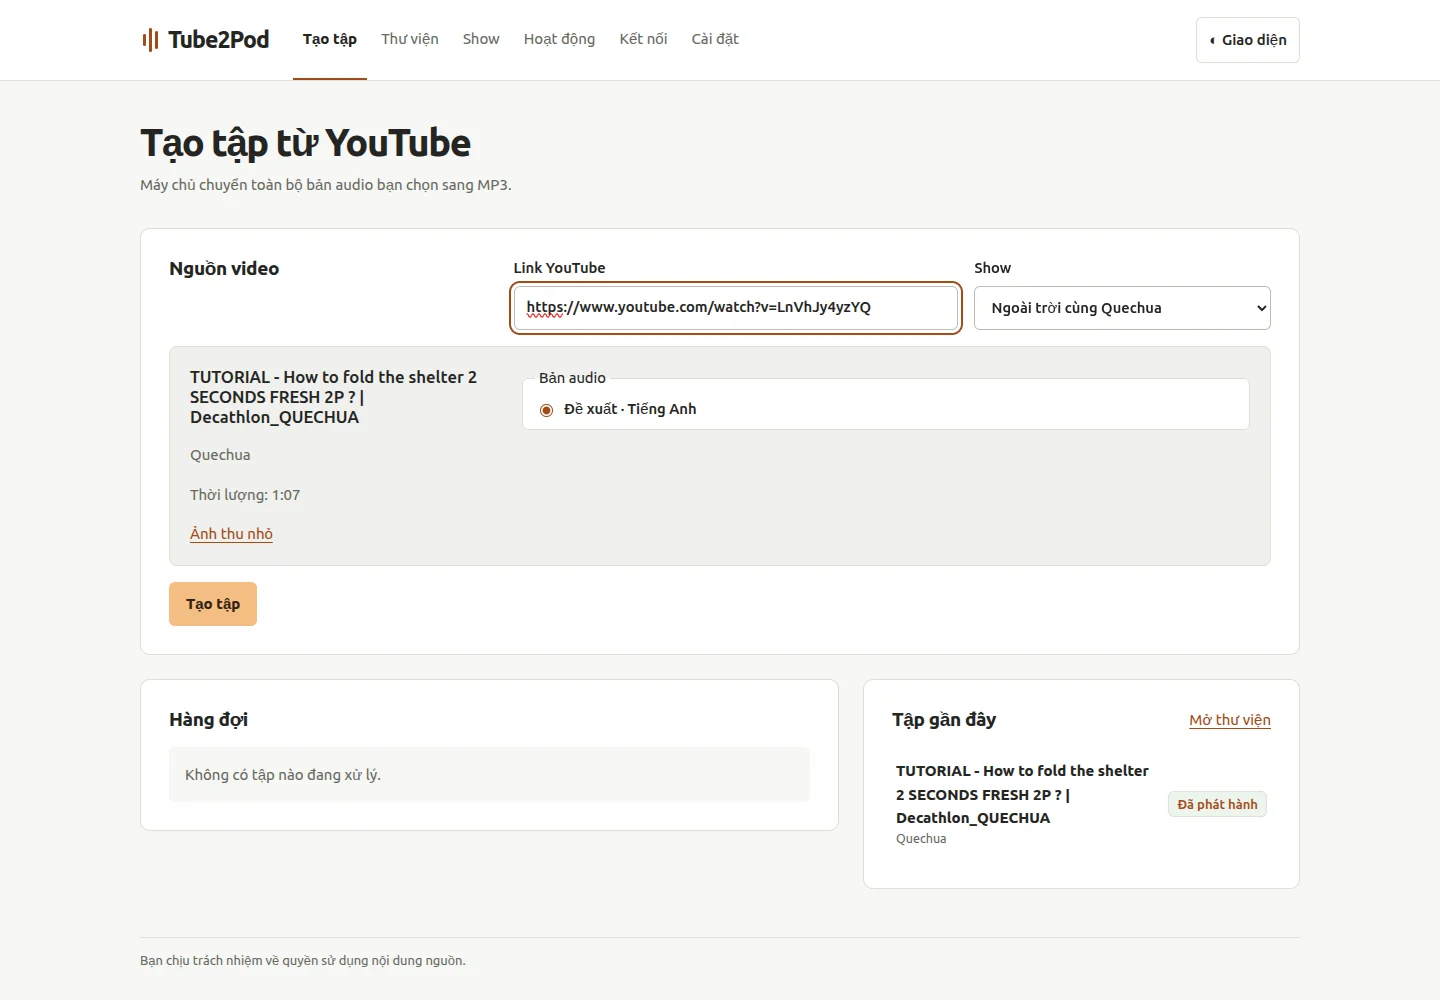 Tube2Pod
Tạo tập
Thư viện
Show
Hoạt động
Kết nối
Cài đặt
Giao diện
Tạo tập từ YouTube
Máy chủ chuyển toàn bộ bản audio bạn chọn sang MP3.
Nguồn video
Link YouTube
https://www.youtube.com/watch?v=LnVhJy4yzYQ
Show
Ngoài trời cùng Quechua
TUTORIAL - How to fold the shelter 2
SECONDS FRESH 2P ? |
Decathlon_QUECHUA
Quechua
Thời lượng: 1:07
Ảnh thu nhỏ
Bản audio
Đề xuất · Tiếng Anh
Tạo tập
Hàng đợi
Không có tập nào đang xử lý.
Tập gần đây
Mở thư viện
TUTORIAL - How to fold the shelter
2 SECONDS FRESH 2P ? |
Decathlon_QUECHUA
Quechua
Đã phát hành
Bạn chịu trách nhiệm về quyền sử dụng nội dung nguồn.